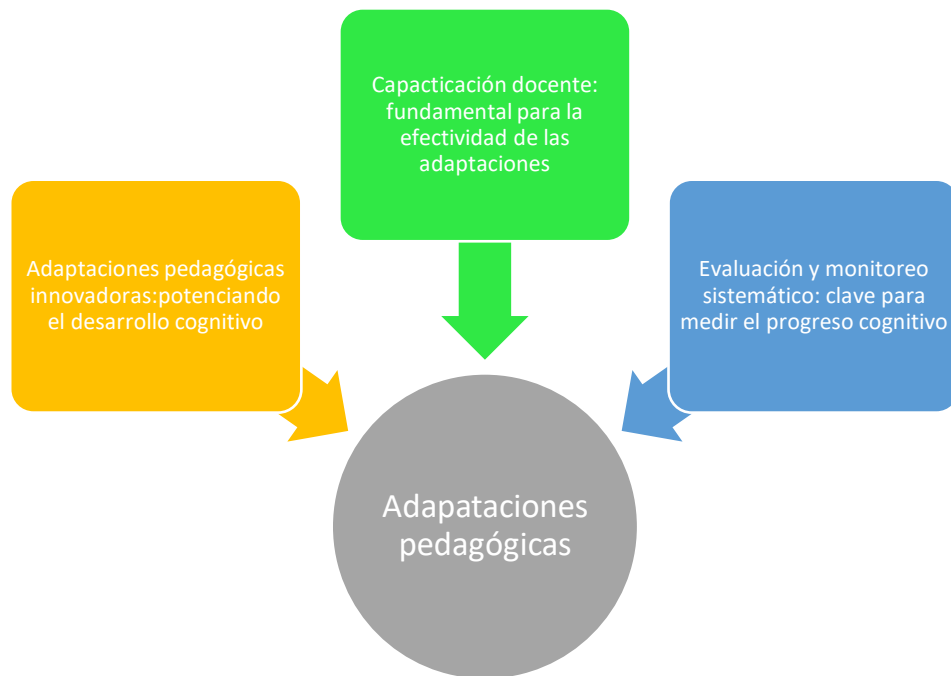 Capacticación docente:
fundamental para la
efectividad de las
adaptaciones
Adaptaciones pedagógicas
innovadoras:potenciando
el desarrollo cognitivo
Evaluación y monitoreo
sistemático: clave para
medir el progreso cognitivo
Adapataciones
pedagógicas